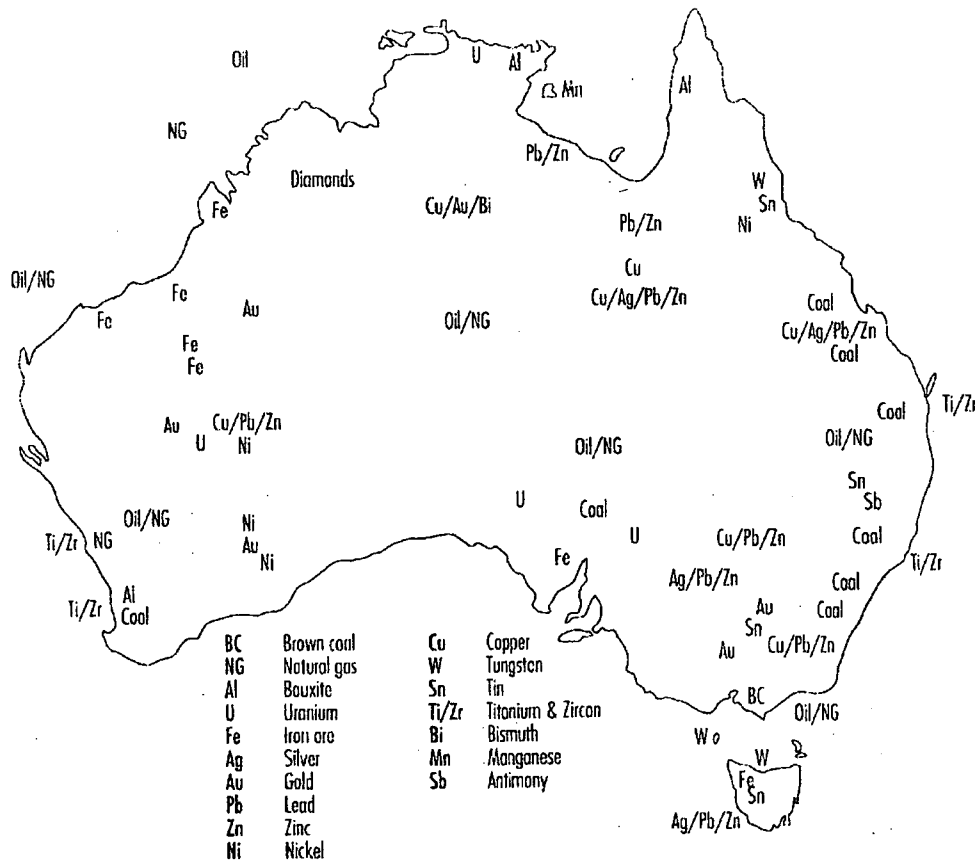 Oil
U
Al
Mn
Al
NG
Pb/Zn
Diamonds
W
Sn
Fe
Cu/Au/Bi
Pb/Zn
Ni
Cu
Oil/NG
Fe
Cu/Ag/Pb/Zn
Coal
Fe
Au
Oil/NG
Cu/Ag/Pb/Zn
Fe
Coal
Fe
Ti/Zr
Coal
Au
Cu/Pb/Zn
U
Ni
Oil/NG
Oil/NG
Sn
U
Sb
Coal
Oil/NG
Ni
Ti/Zr
NG
Au
U
Cu/Pb/Zn
Coal
Ni
Fe
Ti/Zr
Ag/Pb/Zn
Coal
Al
Ti/Zr
Coal
Au
Coal
Sn
Au
Cu/Pb/Zn
BC
Oil/NG
W
W
Fe
Sn
Ag/Pb/Zn
BC Brown coal
NG Natural gas
Al Bauxite
U Uranium
Fe Iron ore
Ag Silver
Au Gold
Pb Lead
Zn Zinc
Ni Nickel
Cu Copper
W Tungsten
Sn Tin
Ti/Zr Titanium & Zircon
Bi Bismuth
Mn Manganese
Sb Antimony